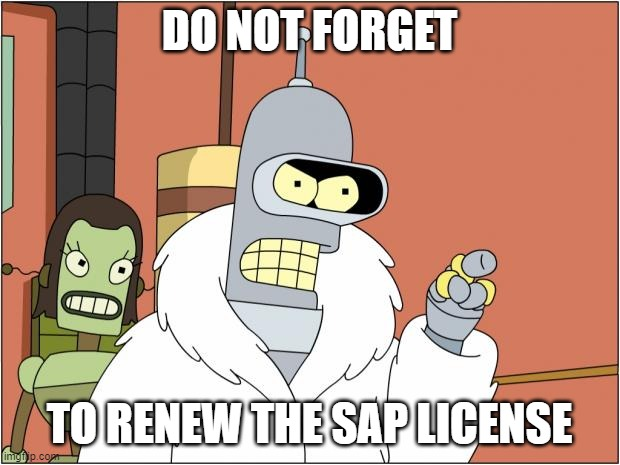 DO NOT FORGET
TO RENEW THE SAP LICENSE
imgflip.com